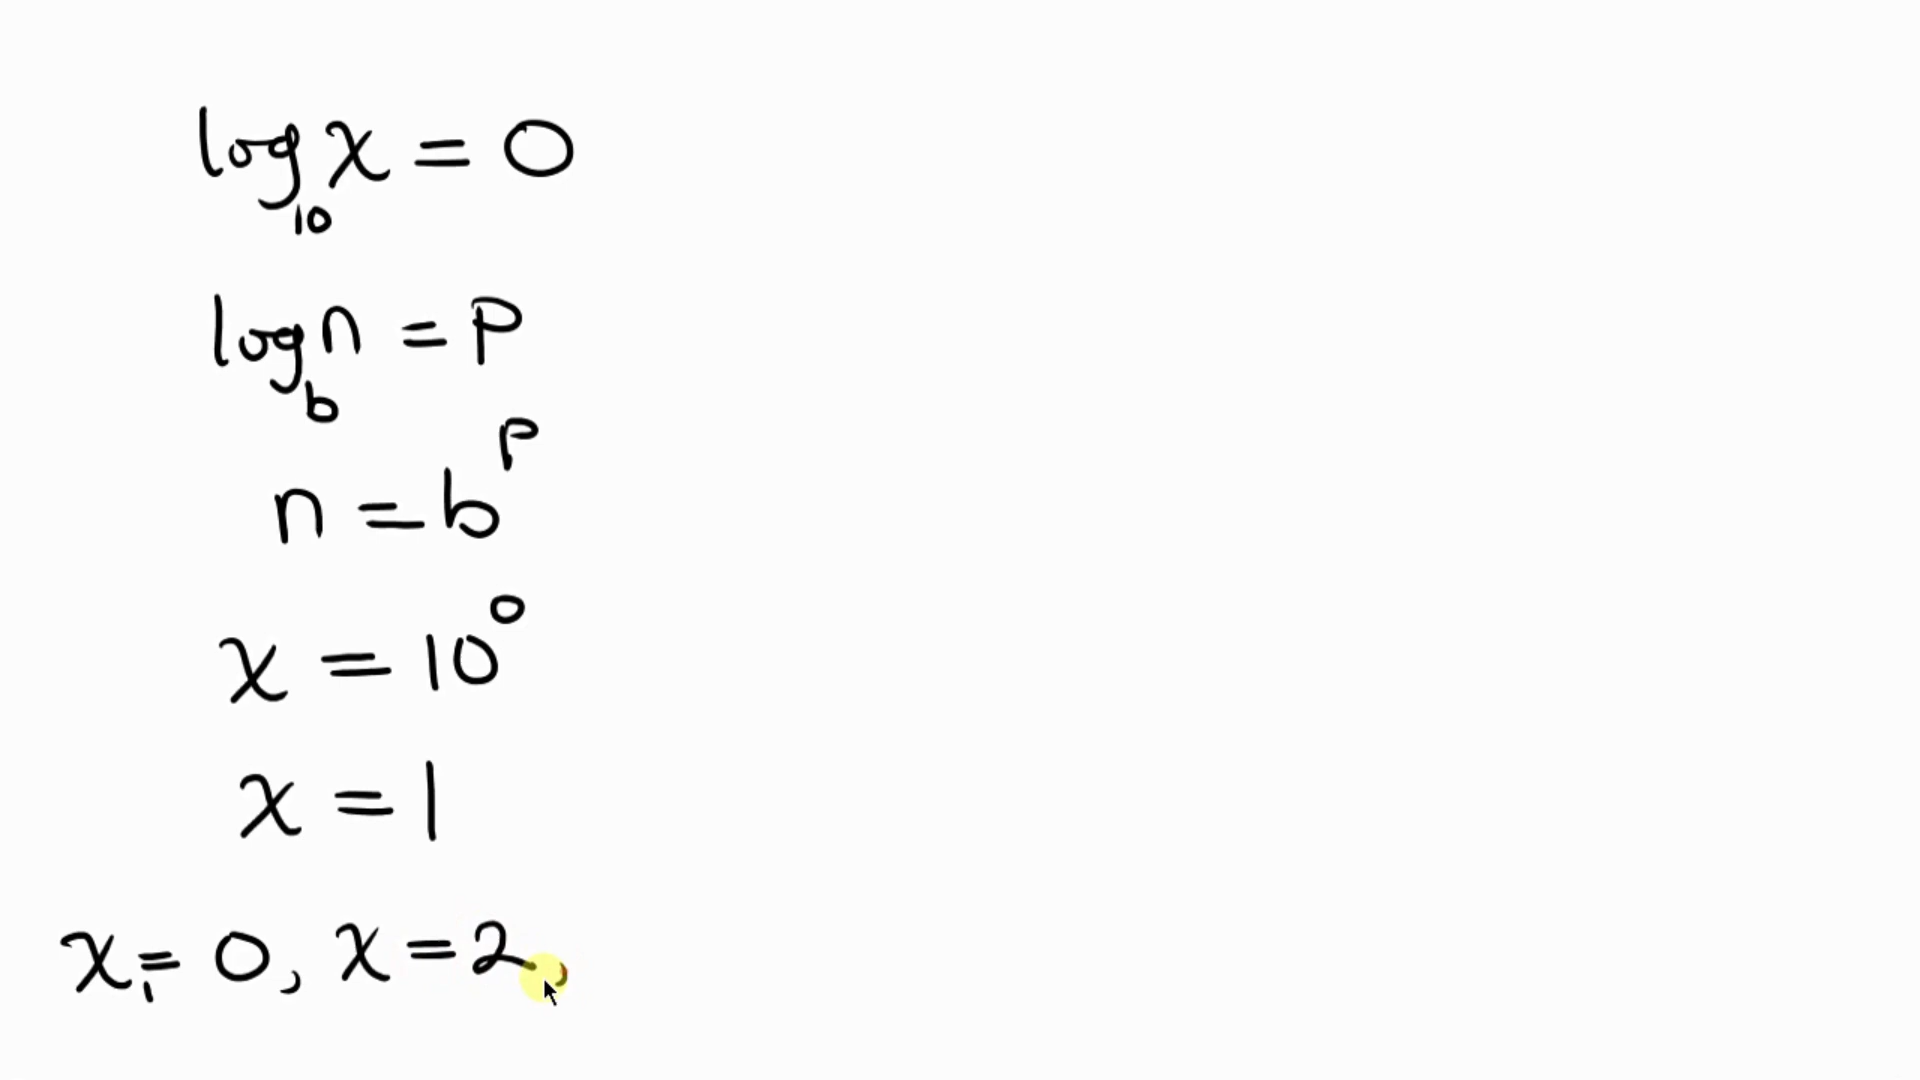 log₁₀ x = 0
log_b n = p
n = b^p
x = 10⁰
x = 1
x₁ = 0, x = 2,